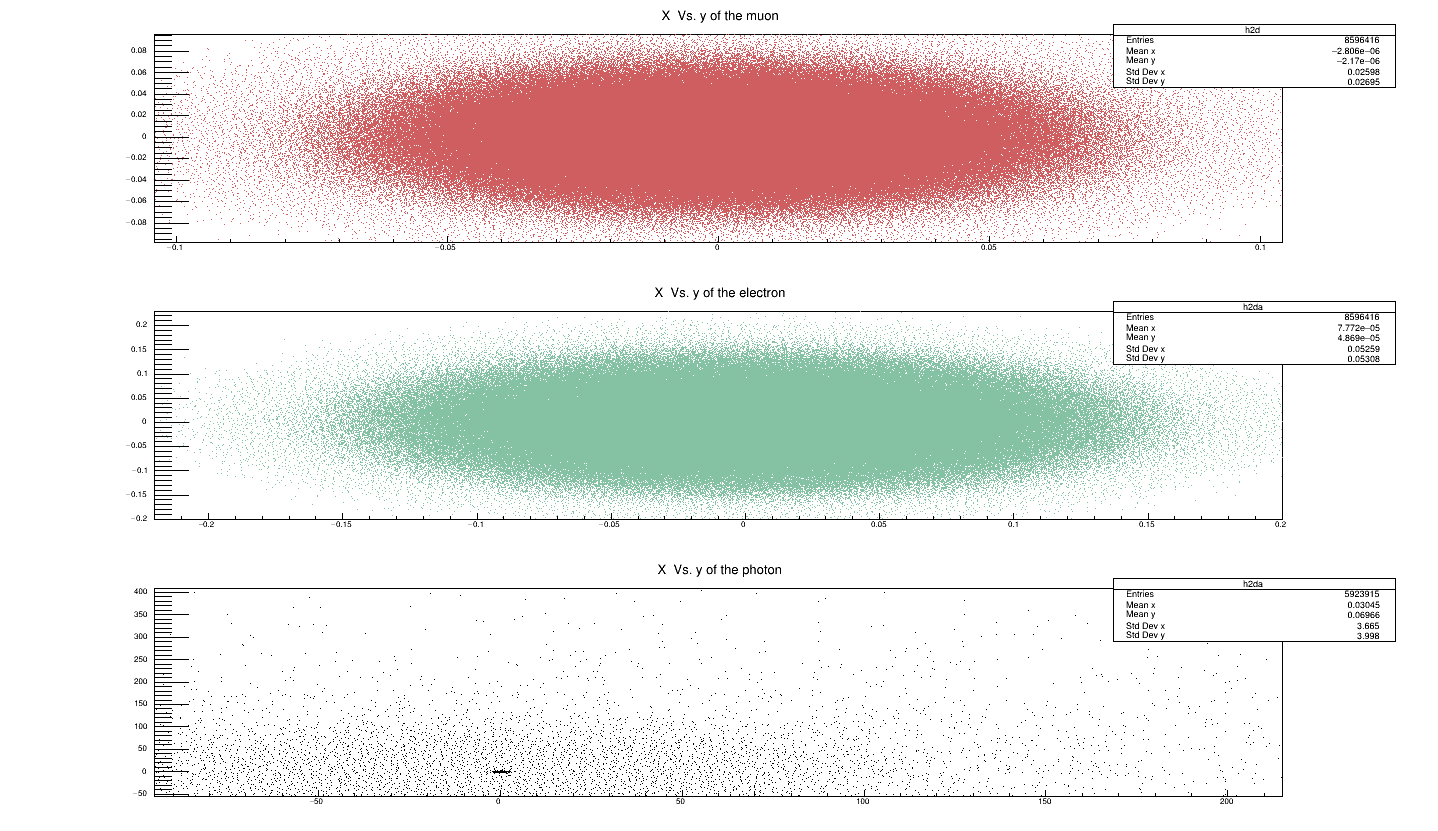 X Vs. y of the muon
h2d
Entries 8596416
Mean x −2.806e−06
Mean y −2.17e−06
Std Dev x 0.02598
Std Dev y 0.02695
0.08
0.06
0.04
0.02
0
−0.02
−0.04
−0.06
−0.08
−0.1 −0.05 0 0.05 0.1
X Vs. y of the electron
h2da
Entries 8596416
Mean x 7.772e−05
Mean y 4.869e−05
Std Dev x 0.05259
Std Dev y 0.05308
0.2
0.15
0.1
0.05
0
−0.05
−0.1
−0.15
−0.2
−0.2 −0.15 −0.1 −0.05 0 0.05 0.1 0.15 0.2
X Vs. y of the photon
h2da
Entries 5923915
Mean x 0.03045
Mean y 0.06966
Std Dev x 3.665
Std Dev y 3.998
400
350
300
250
200
150
100
50
0
−50
−50 0 50 100 150 200